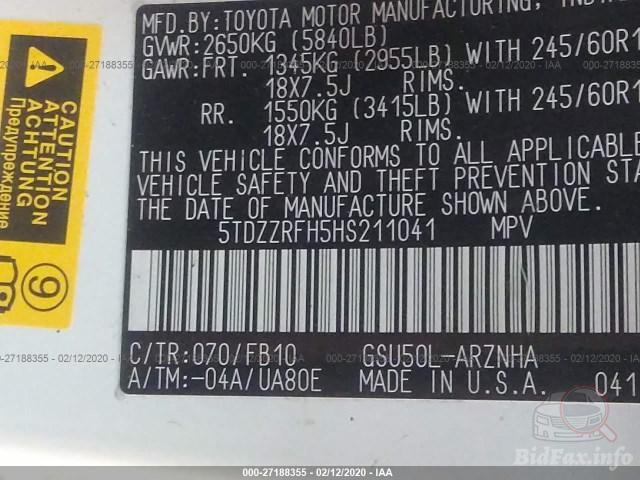 MFD.BY:TOYOTA MOTOR MANUFACTURING,
GVWR:2650KG (5840LB)
GAWR:FRT. 1345KG (2955LB) WITH 245/60R1
18X7.5J RIMS.
RR. 1550KG (3415LB) WITH 245/60R1
18X7.5J RIMS.
THIS VEHICLE CONFORMS TO ALL APPLICABLE
VEHICLE SAFETY AND THEFT PREVENTION STA
THE DATE OF MANUFACTURE SHOWN ABOVE.
5TDZZRFH5HS211041 MPV
C/TR:070/FB10 GSU50L-ARZNHA
A/TM:-04A/UA80E MADE IN U.S.A. 041
CAUTION
ATTENTION
ACHTUNG
Предупреждение
9
000-27188355 - 02/12/2020 - IAA
BidFax.info